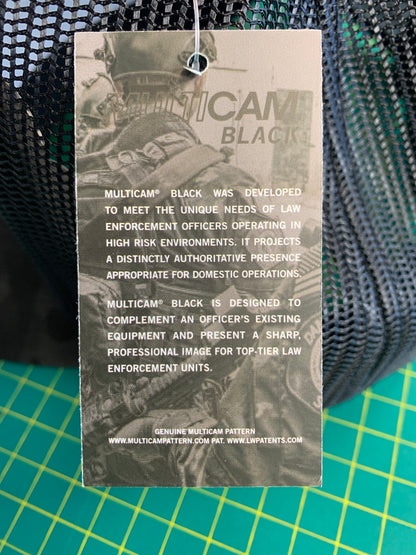 MULTICAM
BLACK
MULTICAM® BLACK WAS DEVELOPED
TO MEET THE UNIQUE NEEDS OF LAW
ENFORCEMENT OFFICERS OPERATING IN
HIGH RISK ENVIRONMENTS. IT PROJECTS
A DISTINCTLY AUTHORITATIVE PRESENCE
APPROPRIATE FOR DOMESTIC OPERATIONS.
MULTICAM® BLACK IS DESIGNED TO
COMPLEMENT AN OFFICER'S EXISTING
EQUIPMENT AND PRESENT A SHARP,
PROFESSIONAL IMAGE FOR TOP-TIER LAW
ENFORCEMENT UNITS.
GENUINE MULTICAM PATTERN
WWW.MULTICAMPATTERN.COM PAT. WWW.LWPATENTS.COM